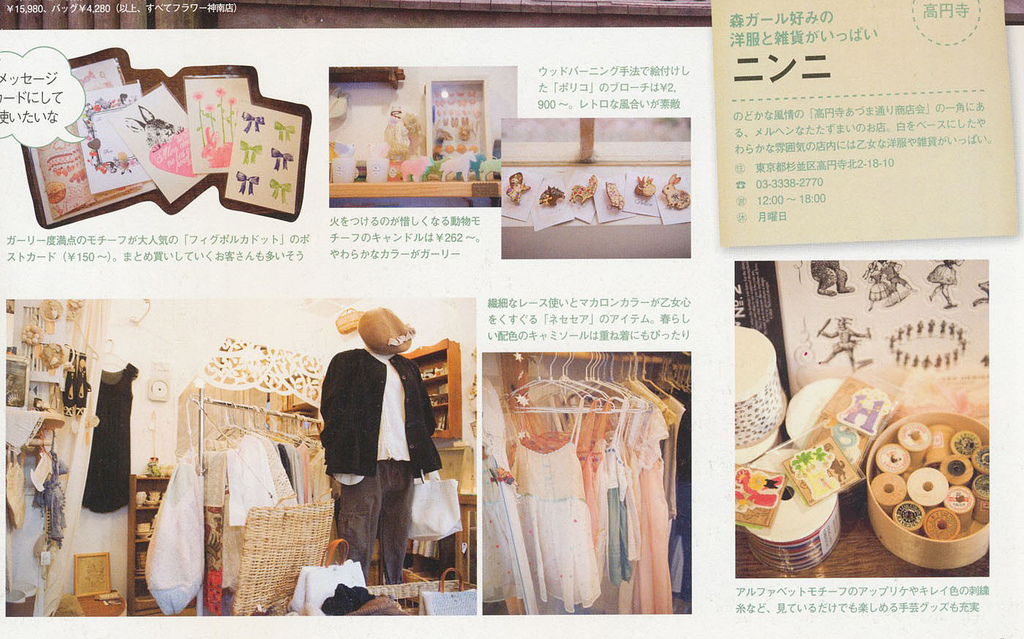 ￥15,980、バッグ￥4,280（以上、すべてフラワー神南店）
メッセージ
カードにして
使いたいな
ガーリー度満点のモチーフが大人気の「フィグポルカドット」のポ
ストカード（￥150～）。まとめ買いしていくお客さんも多いそう
ウッドバーニング手法で絵付けし
た「ポリコ」のブローチは￥2,
900～。レトロな風合いが素敵
火をつけるのが惜しくなる動物モ
チーフのキャンドルは￥262～。
やわらかなカラーがガーリー
高円寺
森ガール好みの
洋服と雑貨がいっぱい
ニンニ
のどかな風情の「高円寺あづま通り商店会」の一角にあ
る、メルヘンなたたずまいのお店。白をベースにしたや
わらかな雰囲気の店内には乙女な洋服や雑貨がいっぱい。
東京都杉並区高円寺北2-18-10
☎ 03-3338-2770
12:00～18:00
休 月曜日
繊細なレース使いとマカロンカラーが乙女心
をくすぐる「ネセセア」のアイテム。春らし
い配色のキャミソールは重ね着にもぴったり
H
アルファベットモチーフのアップリケやキレイ色の刺繍
糸など、見ているだけでも楽しめる手芸グッズも充実